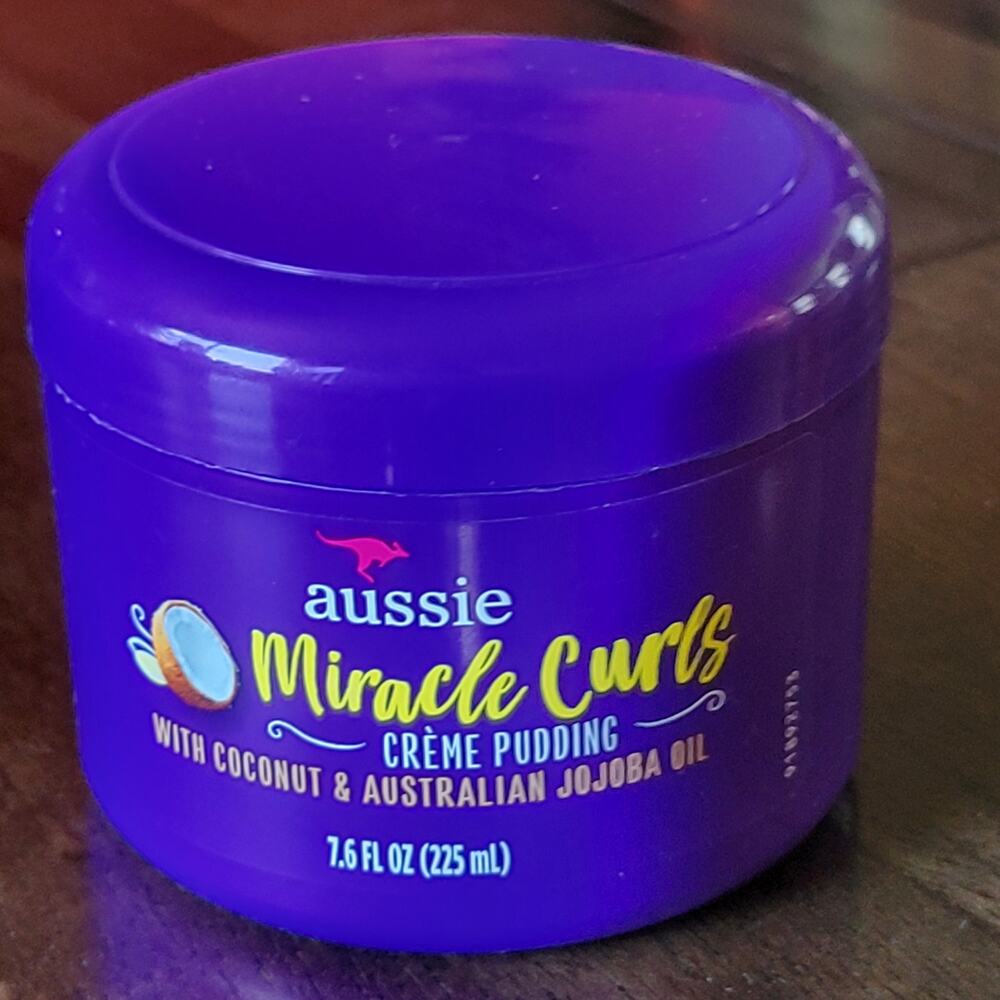 aussie
Miracle Curls
CRÈME PUDDING
WITH COCONUT & AUSTRALIAN JOJOBA OIL
7.6 FL OZ (225 mL)